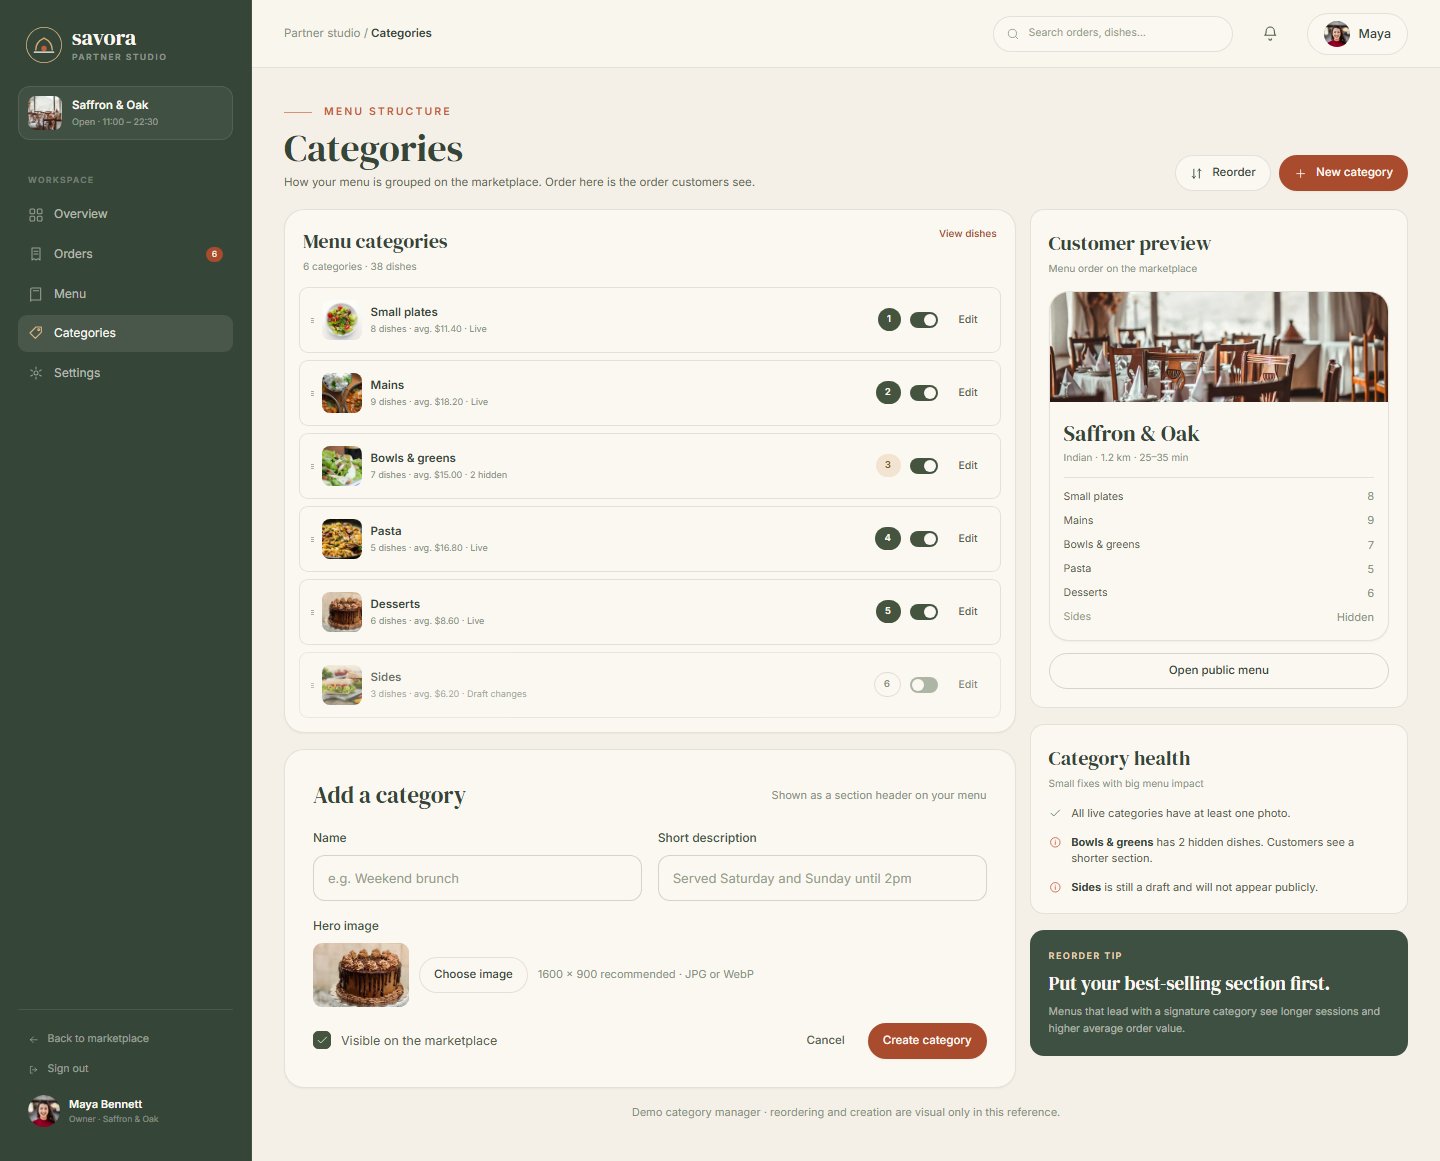 savora
PARTNER STUDIO
Saffron & Oak
Open · 11:00 – 22:30
WORKSPACE
Overview
Orders
6
Menu
Categories
Settings
Back to marketplace
Sign out
Maya Bennett
Owner · Saffron & Oak
Partner studio / Categories
Search orders, dishes...
Maya
MENU STRUCTURE
Categories
How your menu is grouped on the marketplace. Order here is the order customers see.
Reorder
New category
Menu categories
View dishes
6 categories · 38 dishes
Small plates
8 dishes · avg. $11.40 · Live
1
Edit
Mains
9 dishes · avg. $18.20 · Live
2
Edit
Bowls & greens
7 dishes · avg. $15.00 · 2 hidden
3
Edit
Pasta
5 dishes · avg. $16.80 · Live
4
Edit
Desserts
6 dishes · avg. $8.60 · Live
5
Edit
Sides
3 dishes · avg. $6.20 · Draft changes
6
Edit
Add a category
Shown as a section header on your menu
Name
Short description
e.g. Weekend brunch
Served Saturday and Sunday until 2pm
Hero image
Choose image
1600 × 900 recommended · JPG or WebP
Visible on the marketplace
Cancel
Create category
Customer preview
Menu order on the marketplace
Saffron & Oak
Indian · 1.2 km · 25–35 min
Small plates 8
Mains 9
Bowls & greens 7
Pasta 5
Desserts 6
Sides Hidden
Open public menu
Category health
Small fixes with big menu impact
All live categories have at least one photo.
Bowls & greens has 2 hidden dishes. Customers see a
shorter section.
Sides is still a draft and will not appear publicly.
REORDER TIP
Put your best-selling section first.
Menus that lead with a signature category see longer sessions and
higher average order value.
Demo category manager · reordering and creation are visual only in this reference.